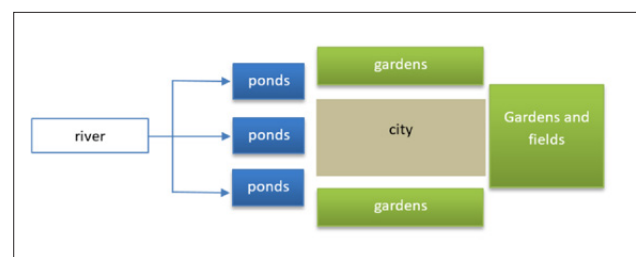 gardens
ponds
river
ponds
city
Gardens and
fields
ponds
gardens